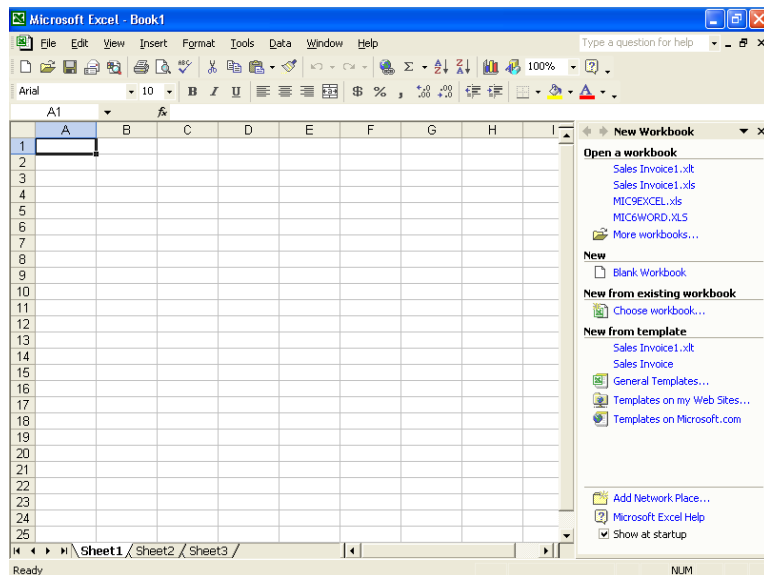 Microsoft Excel - Book1
File Edit View Insert Format Tools Data Window Help Type a question for help
Σ 100%
Arial 10 B I U $ % ,
A1 fx
A B C D E F G H I
1
2
3
4
5
6
7
8
9
10
11
12
13
14
15
16
17
18
19
20
21
22
23
24
25
New Workbook
Open a workbook
Sales Invoice1.xlt
Sales Invoice1.xls
MIC9EXCEL.xls
MIC6WORD.XLS
More workbooks...
New
Blank Workbook
New from existing workbook
Choose workbook...
New from template
Sales Invoice1.xlt
Sales Invoice
General Templates...
Templates on my Web Sites...
Templates on Microsoft.com
Add Network Place...
Microsoft Excel Help
Show at startup
Sheet1 Sheet2 Sheet3
Ready NUM